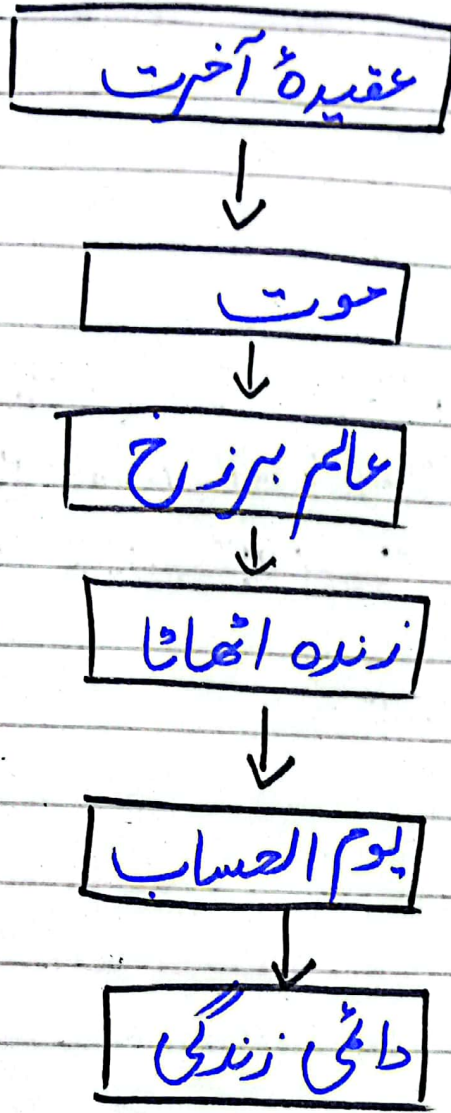 عقیدۂ آخرت
موت
عالم برزخ
زندہ اٹھانا
یوم الحساب
دائمی زندگی